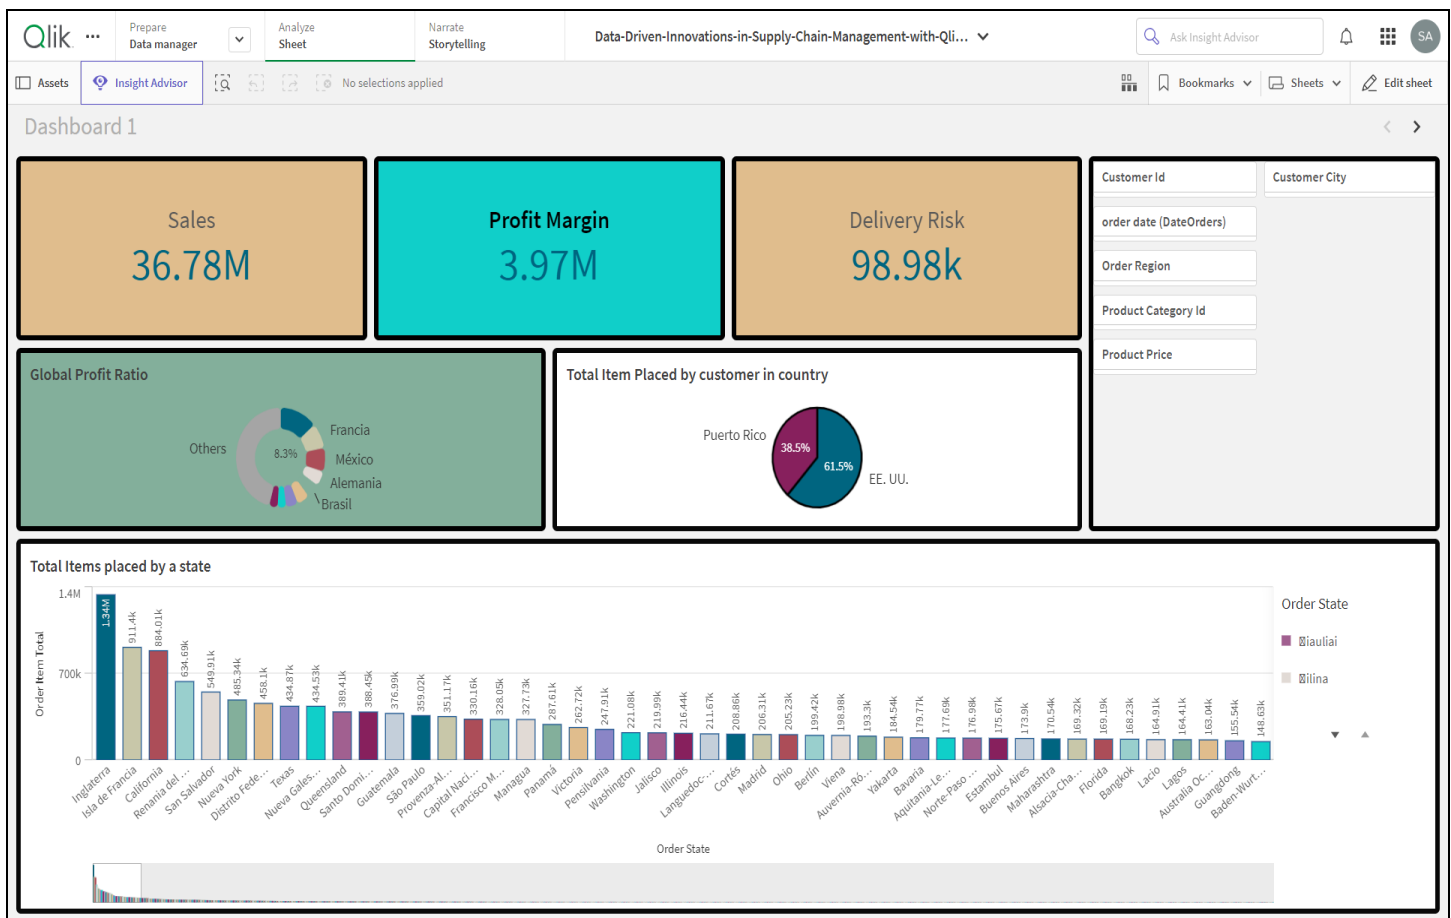 Qlik
Prepare
Data manager
Analyze
Sheet
Narrate
Storytelling
Data-Driven-Innovations-in-Supply-Chain-Management-with-Qli...
Ask Insight Advisor
SA
Assets
Insight Advisor
No selections applied
Bookmarks
Sheets
Edit sheet
Dashboard 1
Sales
36.78M
Profit Margin
3.97M
Delivery Risk
98.98k
Customer Id
Customer City
order date (DateOrders)
Order Region
Product Category Id
Product Price
Global Profit Ratio
Others
8.3%
Francia
México
Alemania
Brasil
Total Item Placed by customer in country
Puerto Rico
38.5%
61.5%
EE. UU.
Total Items placed by a state
Order Item Total
1.4M
700k
0
1.34M
911.4k
884.01k
634.69k
549.91k
485.34k
458.1k
434.87k
434.53k
389.41k
388.45k
376.99k
359.02k
351.17k
330.16k
328.05k
327.73k
287.61k
262.72k
247.91k
221.08k
219.99k
216.44k
211.67k
208.86k
206.31k
205.23k
199.42k
198.98k
193.3k
184.54k
179.77k
177.69k
176.98k
175.67k
173.9k
170.54k
169.32k
169.19k
168.23k
164.91k
164.41k
163.04k
155.54k
148.63k
Inglaterra
Isla de Francia
California
Renania del ...
San Salvador
Nueva York
Distrito Fede...
Texas
Nueva Gales...
Queensland
Santo Domi...
Guatemala
São Paulo
Provenza-Al...
Capital Naci...
Francisco M...
Managua
Panamá
Victoria
Pensilvania
Washington
Jalisco
Illinois
Languedoc-...
Cortés
Madrid
Ohio
Berlín
Viena
Auvernia-Ró...
Yakarta
Bavaria
Aquitania-Le...
Norte-Paso ...
Estambul
Buenos Aires
Maharashtra
Alsacia-Cha...
Florida
Bangkok
Lacio
Lagos
Australia Oc...
Guangdong
Baden-Wurt...
Order State
Order State
iauliai
ilina